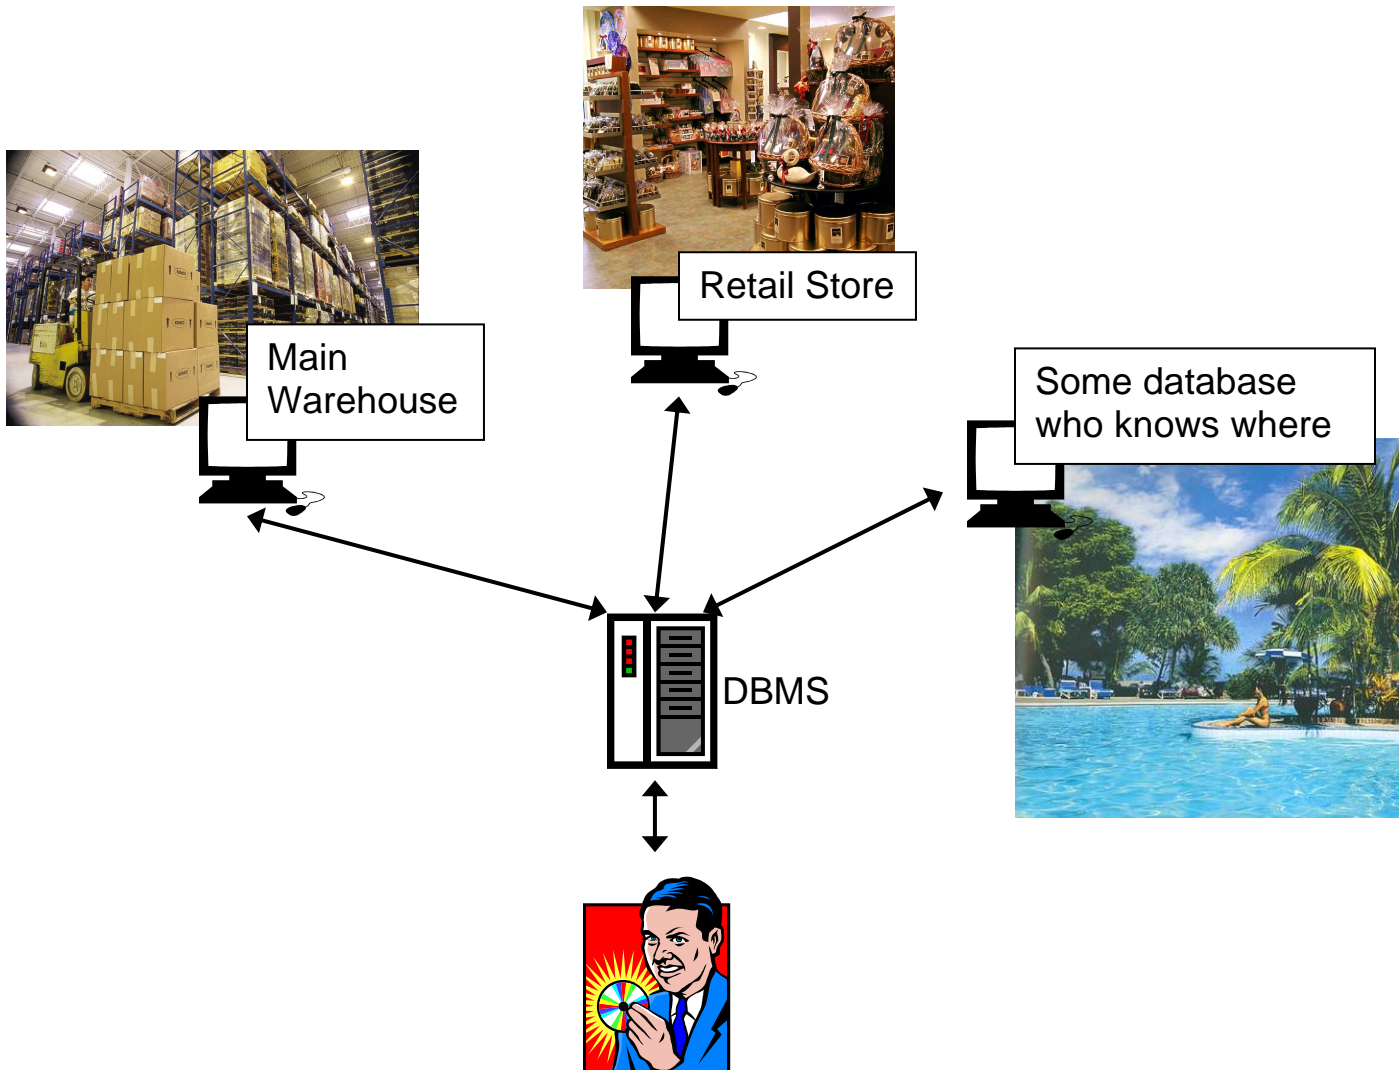 Retail Store
Main
Warehouse
Some database
who knows where
DBMS